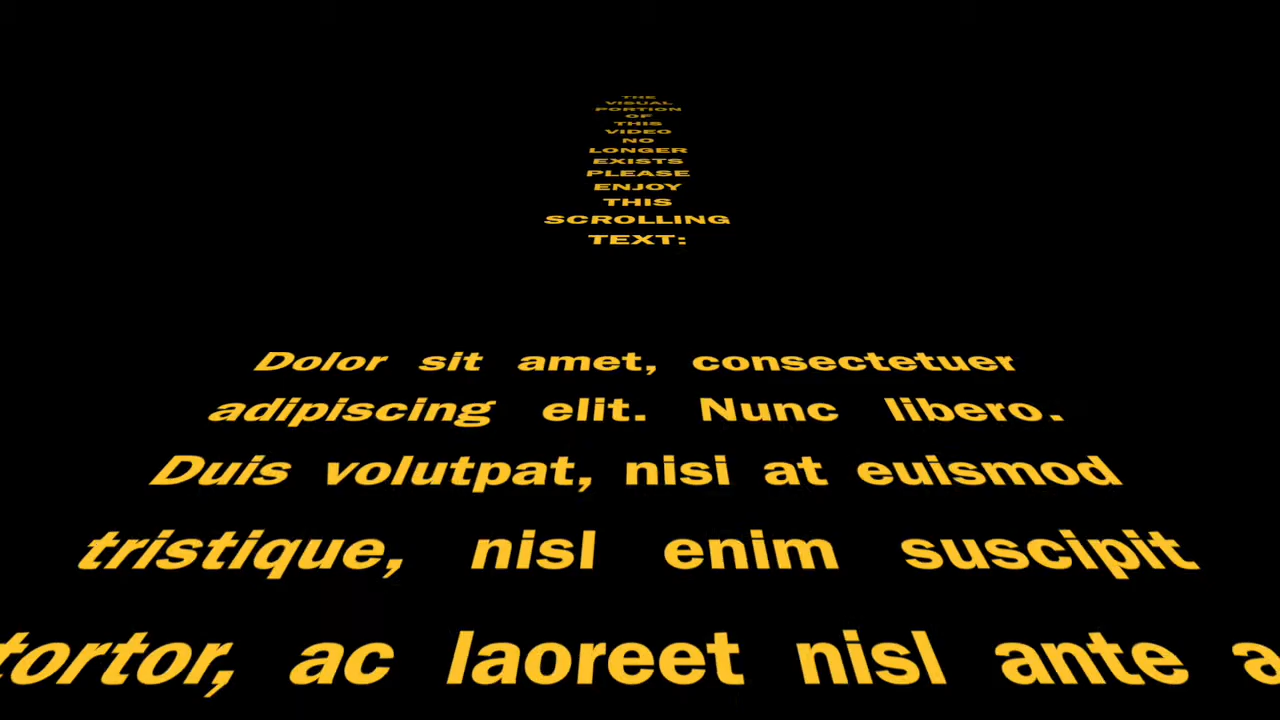 THE
VISUAL
PORTION
OF
THIS
VIDEO
NO
LONGER
EXISTS
PLEASE
ENJOY
THIS
SCROLLING
TEXT:
Dolor sit amet, consectetuer
adipiscing elit. Nunc libero.
Duis volutpat, nisi at euismod
tristique, nisl enim suscipit
tortor, ac laoreet nisl ante